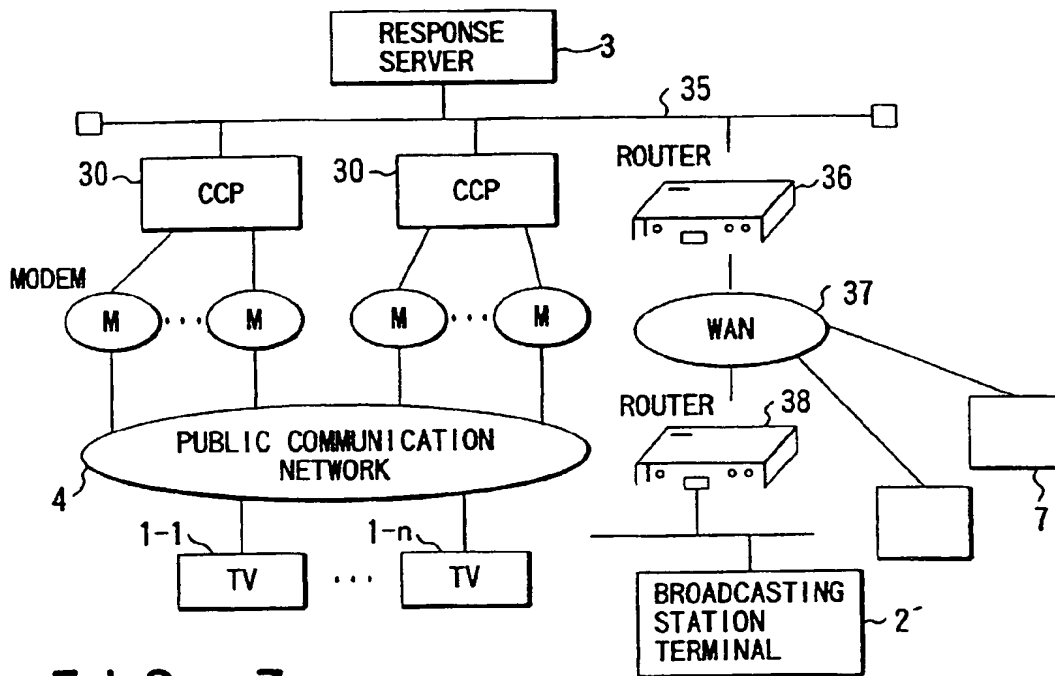 RESPONSE
SERVER
3
35
30
CCP
30
CCP
ROUTER
36
MODEM
M
M
M
M
37
WAN
ROUTER
38
PUBLIC COMMUNICATION
NETWORK
4
7
1-1
TV
1-n
TV
BROADCASTING
STATION
TERMINAL
2'